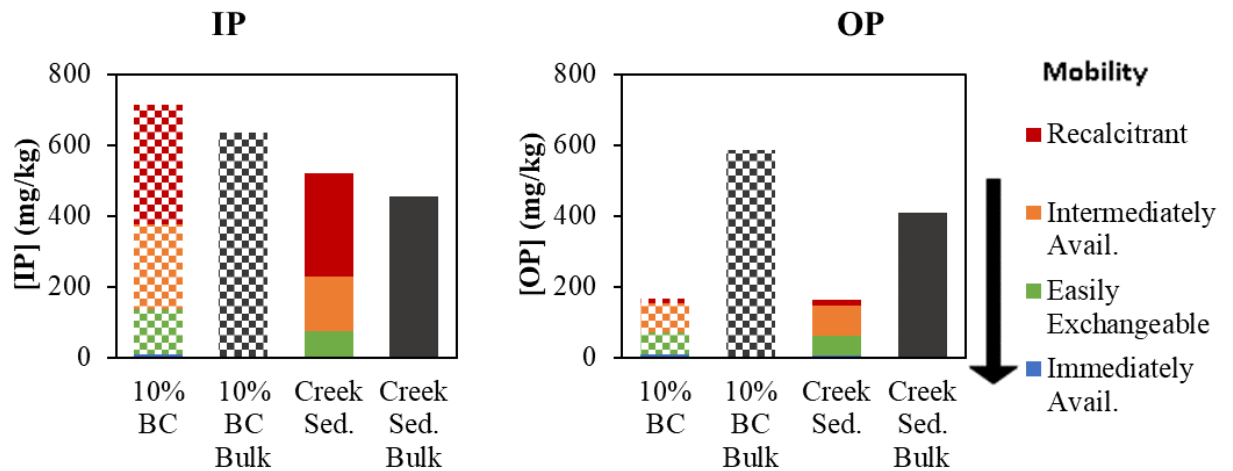 IP
800
600
400
200
0
[IP] (mg/kg)
10%
BC
10%
BC
Bulk
Creek
Sed.
Creek
Sed.
Bulk
OP
800
600
400
200
0
[OP] (mg/kg)
10%
BC
10%
BC
Bulk
Creek
Sed.
Creek
Sed.
Bulk
Mobility
Recalcitrant
Intermediately
Avail.
Easily
Exchangeable
Immediately
Avail.